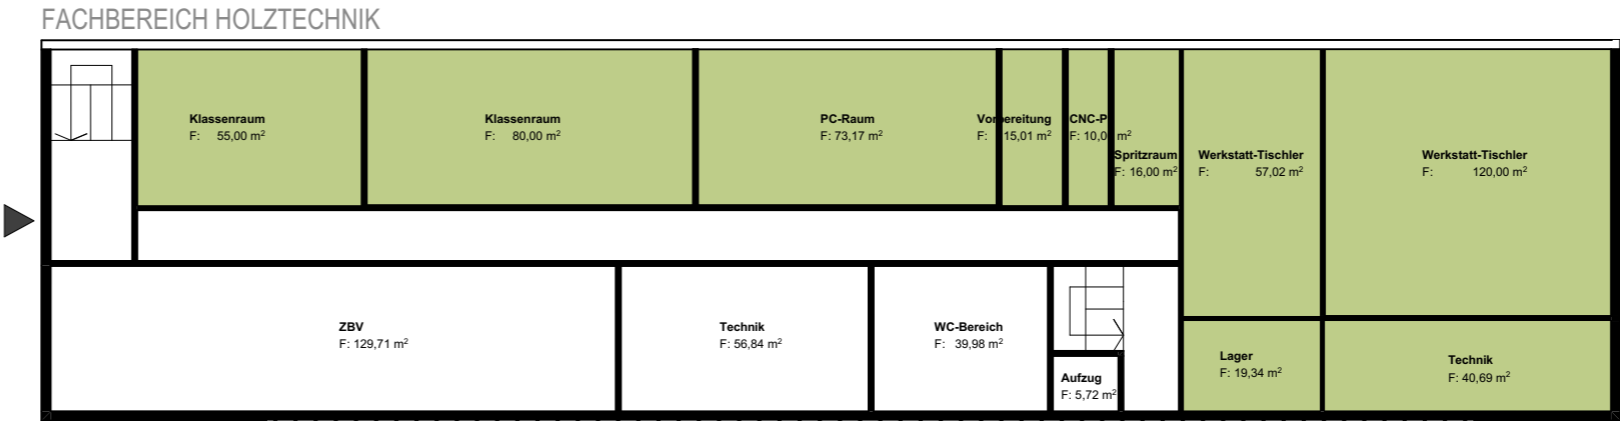 FACHBEREICH HOLZTECHNIK
Klassenraum
F: 55,00 m²
Klassenraum
F: 80,00 m²
PC-Raum
F: 73,17 m²
Vorbereitung
F: 15,01 m²
CNC-P
F: 10,0 m²
Spritzraum
F: 16,00 m²
Werkstatt-Tischler
F: 57,02 m²
Werkstatt-Tischler
F: 120,00 m²
ZBV
F: 129,71 m²
Technik
F: 56,84 m²
WC-Bereich
F: 39,98 m²
Aufzug
F: 5,72 m²
Lager
F: 19,34 m²
Technik
F: 40,69 m²